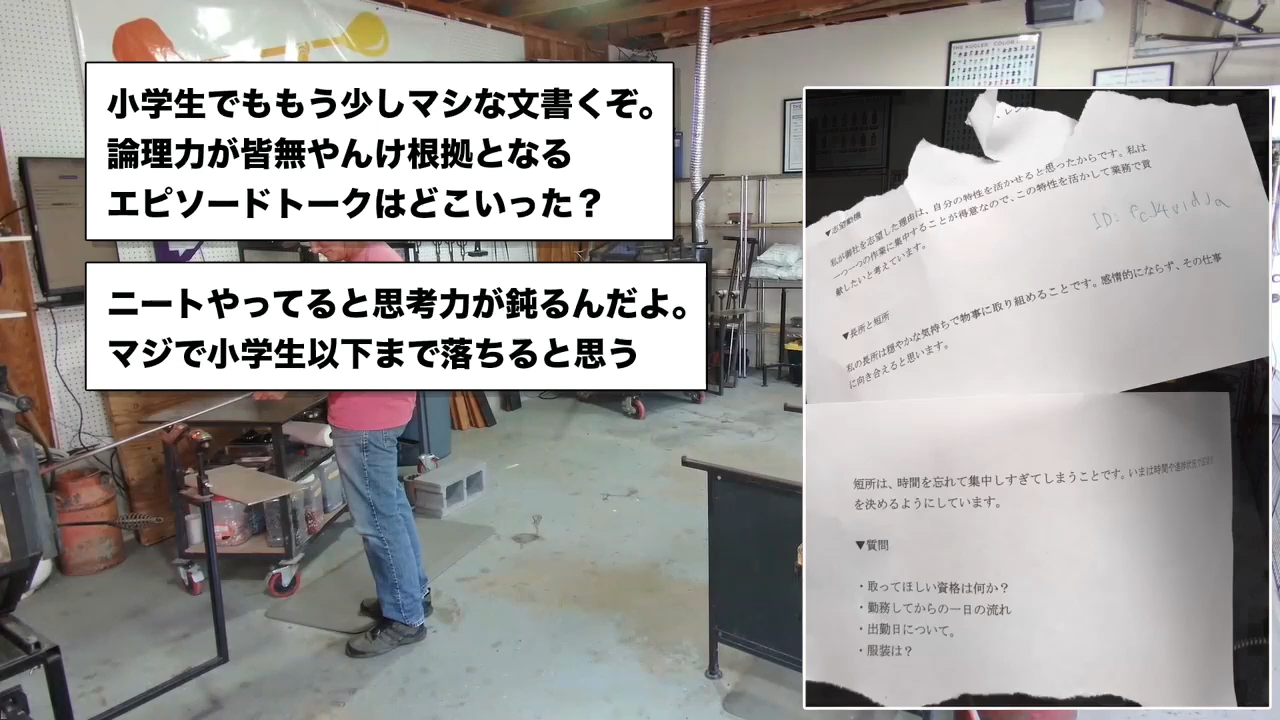 小学生でももう少しマシな文書くぞ。
論理力が皆無やんけ根拠となる
エピソードトークはどこいった？
ニートやってると思考力が鈍るんだよ。
マジで小学生以下まで落ちると思う
▼志望動機
私が御社を志望した理由は、自分の特性を活かせると思ったからです。私は
一つ一つの作業に集中することが得意なので、この特性を活かして業務で貢
献したいと考えています。
▼長所と短所
私の長所は穏やかな気持ちで物事に取り組めることです。感情的にならず、その仕事
に向き合えると思います。
短所は、時間を忘れて集中しすぎてしまうことです。いまは時間や進捗状況で
を決めるようにしています。
▼質問
・取ってほしい資格は何か？
・勤務してからの一日の流れ
・出勤日について。
・服装は？